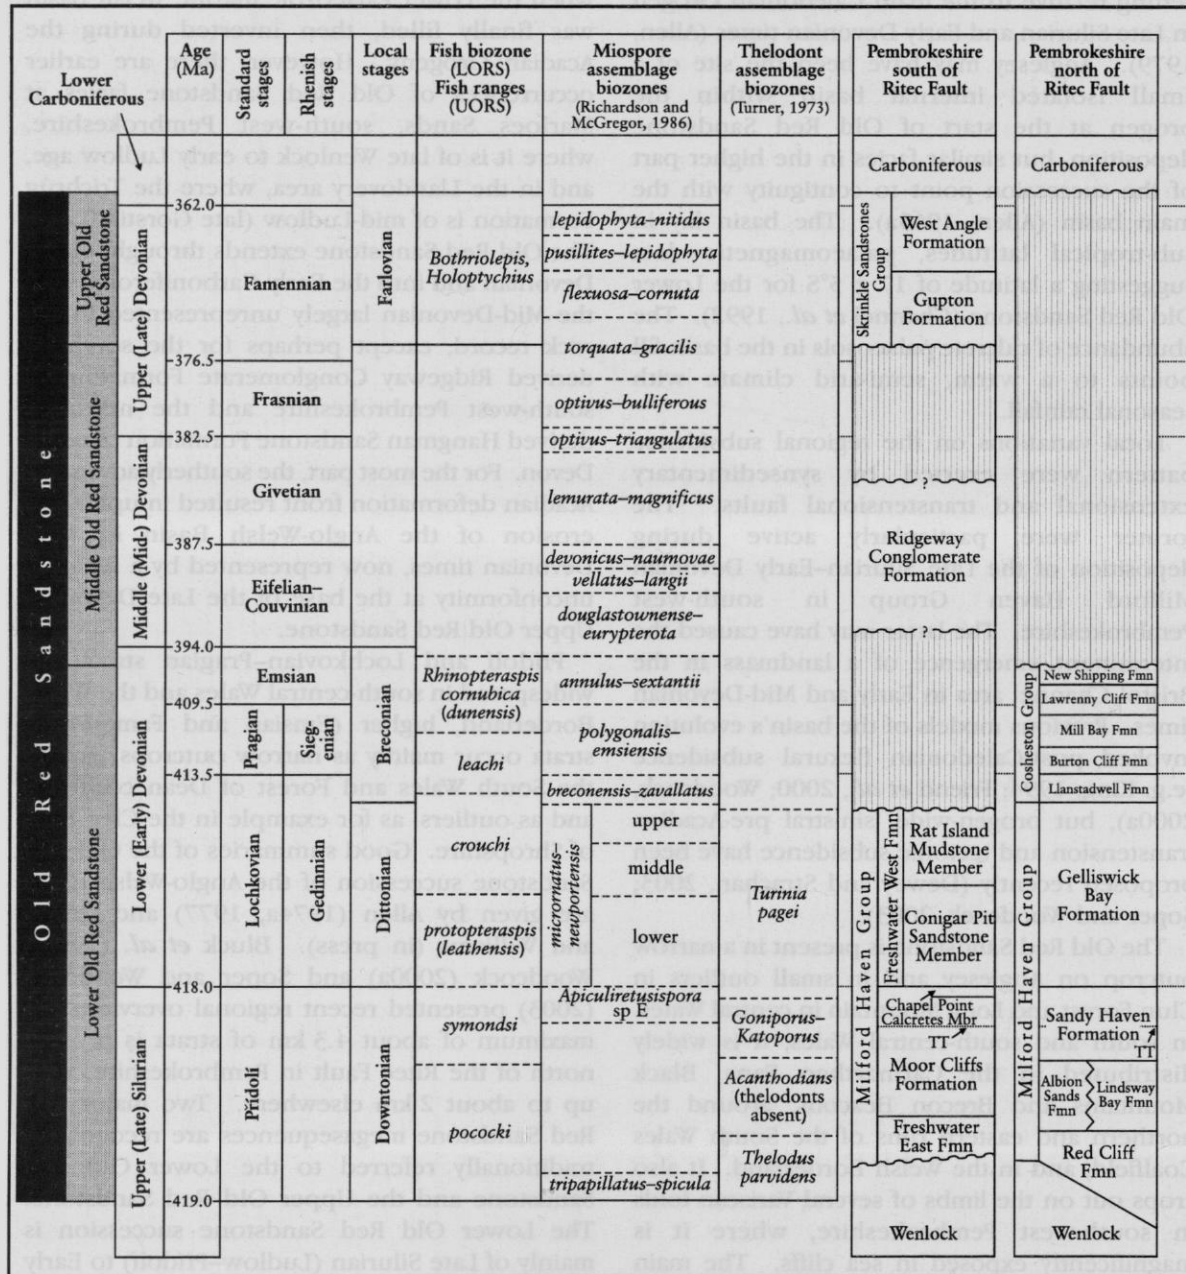 Lower
Carboniferous
Age
(Ma)
Standard
stages
Rhenish
stages
Local
stages
Fish biozone
(LORS)
Fish ranges
(UORS)
Miospore
assemblage
biozones
(Richardson and
McGregor, 1986)
Thelodont
assemblage
biozones
(Turner, 1973)
Pembrokeshire
south of
Ritec Fault
Pembrokeshire
north of
Ritec Fault
Carboniferous
Carboniferous
Old Red Sandstone
Upper Old
Red Sandstone
Middle Old Red Sandstone
Lower Old Red Sandstone
Upper (Late) Devonian
Middle (Mid-) Devonian
Lower (Early) Devonian
Upper (Late) Silurian
362.0
376.5
382.5
387.5
394.0
409.5
413.5
418.0
419.0
Famennian
Frasnian
Givetian
Eifelian–
Couvinian
Emsian
Pragian
Sieg-
enian
Lockkovian
Gedinnian
Přídolí
Farlovian
Breconian
Dittonian
Downtonian
Bothriolepis,
Holoptychius
Rhinopteraspis
cornubica
(dunensis)
leachi
crouchi
protopteraspis
(leathensis)
symondsi
pococki
lepidophyta–nitidus
pusillites–lepidophyta
flexuosa–cornuta
torquata–gracilis
optivus–bulliferous
optivus–triangulatus
lemurata–magnificus
devonicus–naumovae
vellatus–langii
douglastownense–
eurypterota
annulus–sextantii
polygonalis–
emsiensis
breconensis–zavallatus
micrornatus–
newportensis
upper
middle
lower
Apiculiretusispora
sp E
tripapillatus–spicula
Turinia
pagei
Goniporus-
Katoporus
Acanthodians
(thelodonts
absent)
Thelodus
parvidens
Skrinkle Sandstones
Group
West Angle
Formation
Gupton
Formation
Ridgeway
Conglomerate
Formation
Milford Haven Group
Freshwater West Fmn
Rat Island
Mudstone
Member
Conigar Pit
Sandstone
Member
Chapel Point
Calcretes Mbr
TT
Moor Cliffs
Formation
Freshwater
East Fmn
Wenlock
Cosheston Group
New Shipping Fmn
Lawrenny Cliff Fmn
Mill Bay Fmn
Burton Cliff Fmn
Llanstadwell Fmn
Milford Haven Group
Gelliswick
Bay
Formation
Sandy Haven
Formation
TT
Albion
Sands
Fmn
Lindsway
Bay Fmn
Red Cliff
Fmn
Wenlock